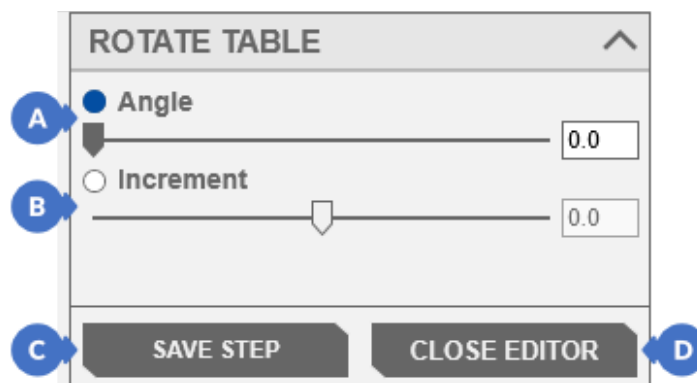 ROTATE TABLE
A
Angle
0.0
Increment
B
0.0
C
SAVE STEP
CLOSE EDITOR
D